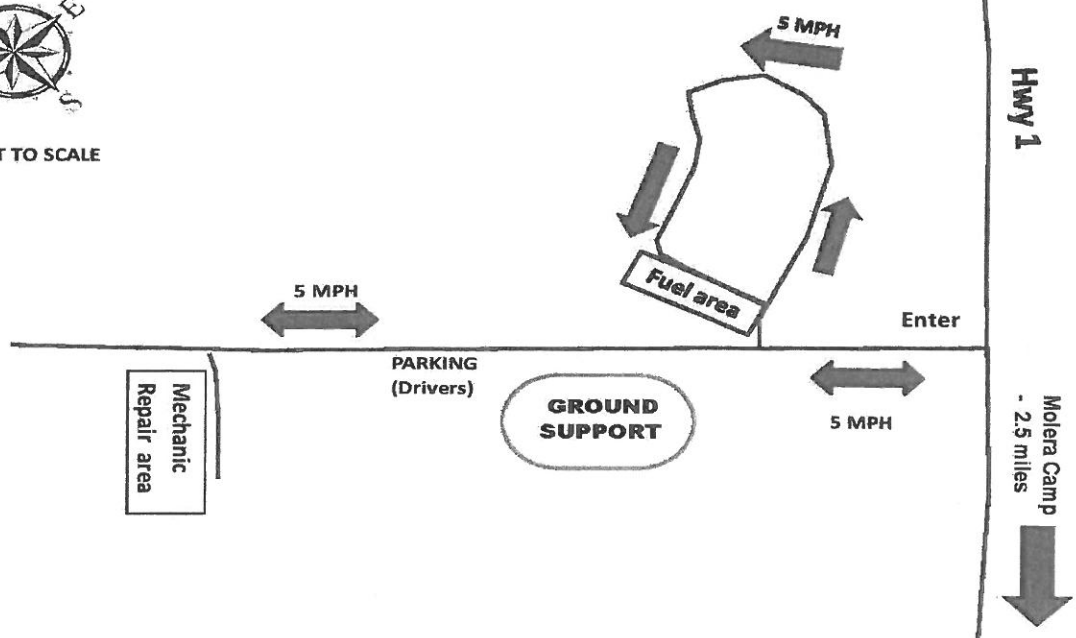 E
S
T TO SCALE
5 MPH
Hwy 1
Fuel area
5 MPH
Enter
PARKING
(Drivers)
GROUND
SUPPORT
5 MPH
Mechanic
Repair area
Molera Camp
- 2.5 miles